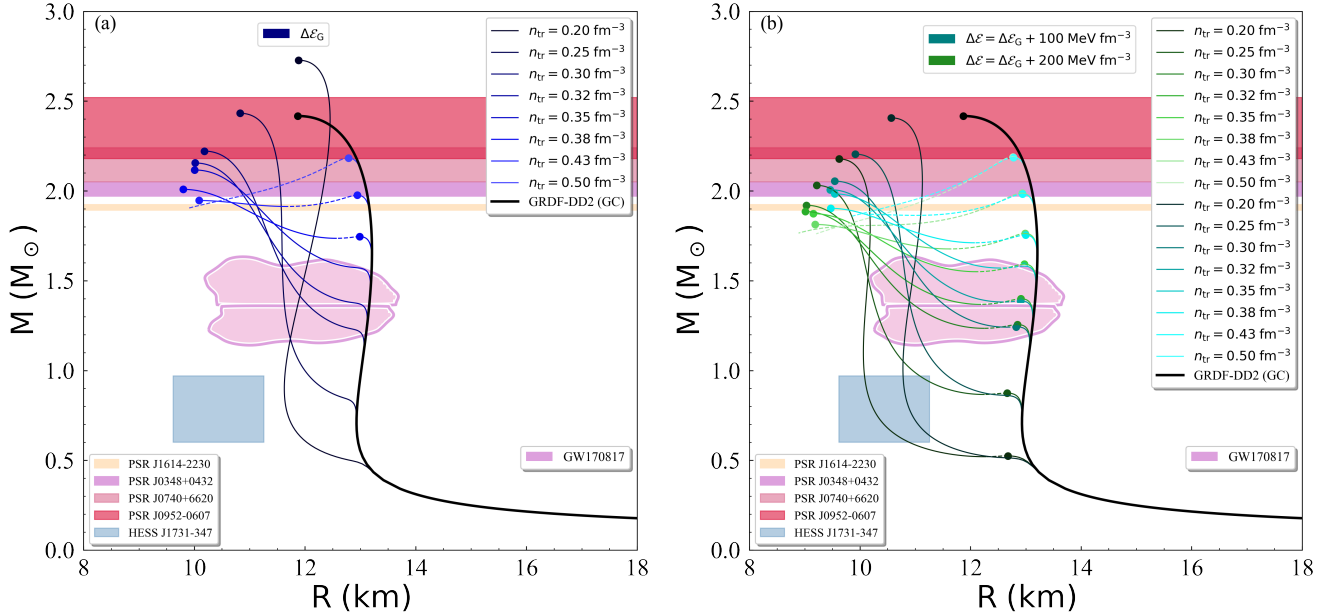 (a)
Δℰ_G
n_tr = 0.20 fm⁻³
n_tr = 0.25 fm⁻³
n_tr = 0.30 fm⁻³
n_tr = 0.32 fm⁻³
n_tr = 0.35 fm⁻³
n_tr = 0.38 fm⁻³
n_tr = 0.43 fm⁻³
n_tr = 0.50 fm⁻³
GRDF-DD2 (GC)
GW170817
PSR J1614-2230
PSR J0348+0432
PSR J0740+6620
PSR J0952-0607
HESS J1731-347
3.0
2.5
2.0
1.5
1.0
0.5
0.0
M (M⊙)
8
10
12
14
16
18
R (km)
(b)
Δℰ = Δℰ_G + 100 MeV fm⁻³
Δℰ = Δℰ_G + 200 MeV fm⁻³
n_tr = 0.20 fm⁻³
n_tr = 0.25 fm⁻³
n_tr = 0.30 fm⁻³
n_tr = 0.32 fm⁻³
n_tr = 0.35 fm⁻³
n_tr = 0.38 fm⁻³
n_tr = 0.43 fm⁻³
n_tr = 0.50 fm⁻³
n_tr = 0.20 fm⁻³
n_tr = 0.25 fm⁻³
n_tr = 0.30 fm⁻³
n_tr = 0.32 fm⁻³
n_tr = 0.35 fm⁻³
n_tr = 0.38 fm⁻³
n_tr = 0.43 fm⁻³
n_tr = 0.50 fm⁻³
GRDF-DD2 (GC)
GW170817
PSR J1614-2230
PSR J0348+0432
PSR J0740+6620
PSR J0952-0607
HESS J1731-347
3.0
2.5
2.0
1.5
1.0
0.5
0.0
M (M⊙)
8
10
12
14
16
18
R (km)